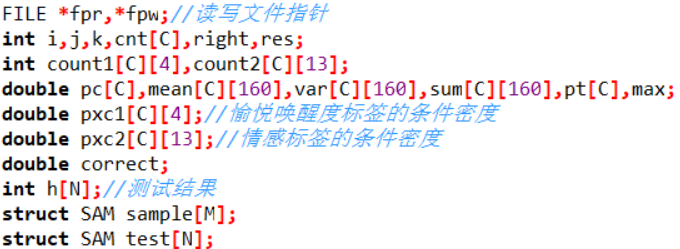 FILE *fpr,*fpw;//读写文件指针
int i,j,k,cnt[C],right,res;
int count1[C][4],count2[C][13];
double pc[C],mean[C][160],var[C][160],sum[C][160],pt[C],max;
double pxc1[C][4];//愉悦唤醒度标签的条件密度
double pxc2[C][13];//情感标签的条件密度
double correct;
int h[N];//测试结果
struct SAM sample[M];
struct SAM test[N];